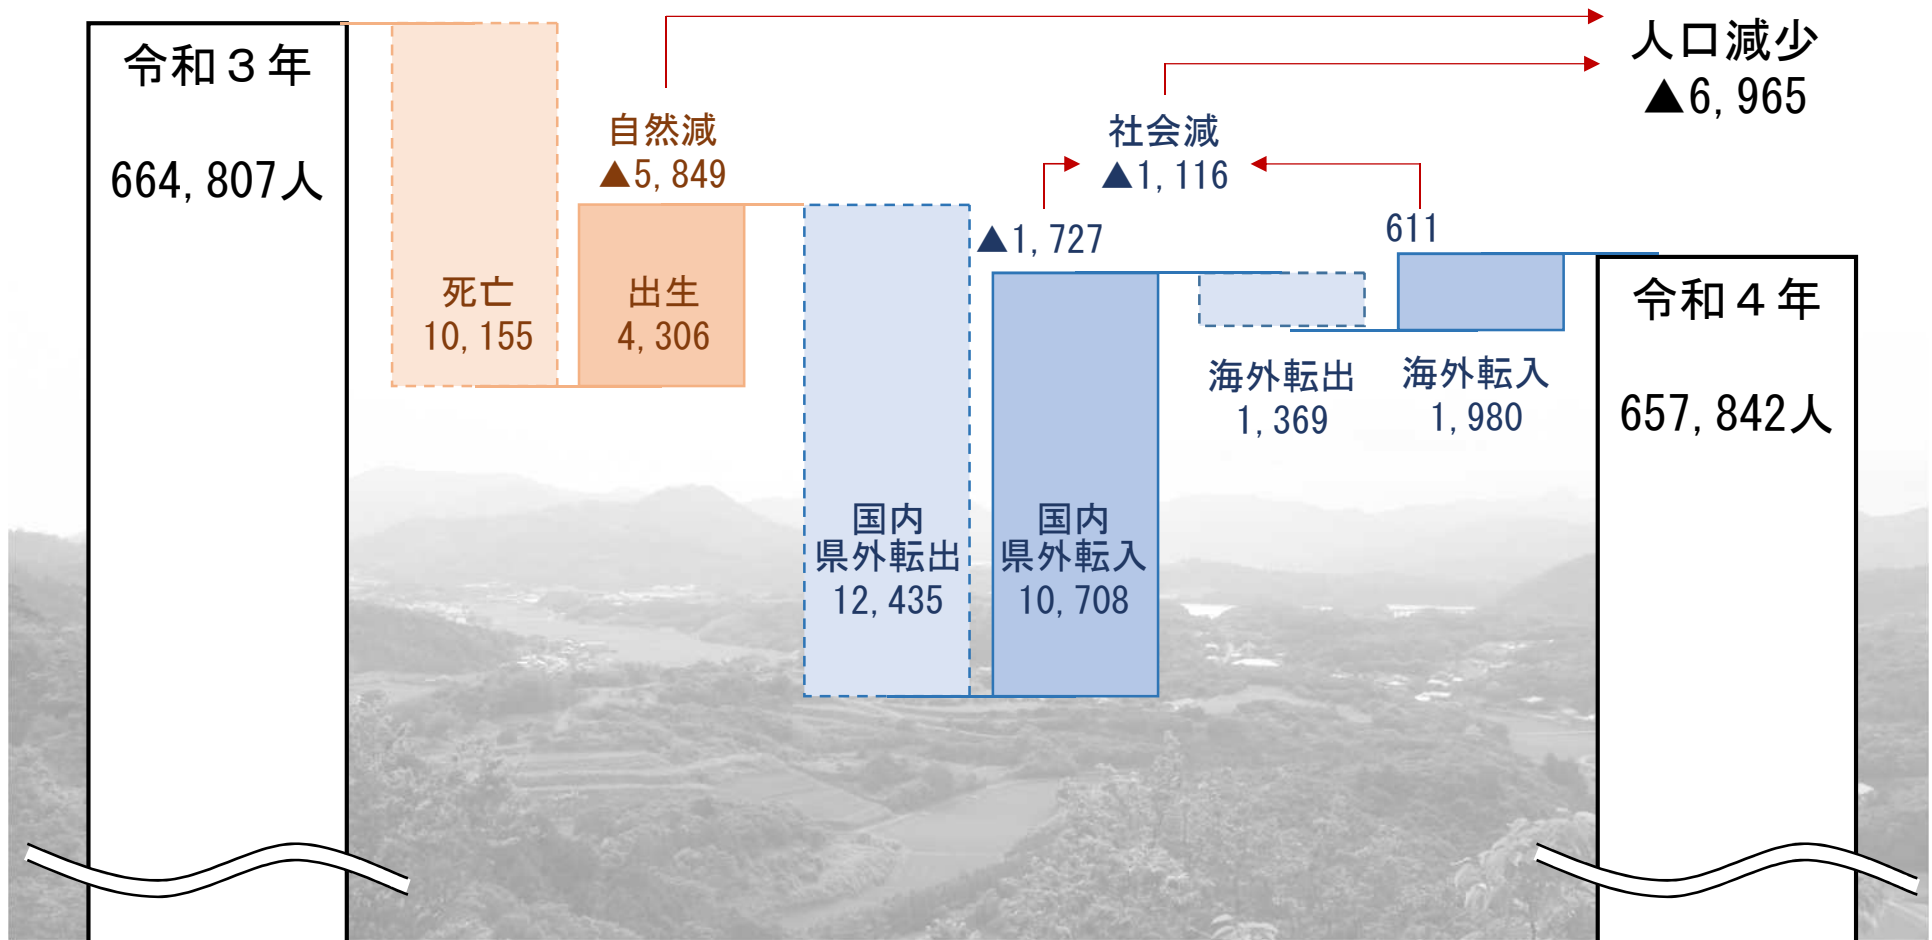 令和３年
664,807人
死亡
10,155
自然減
▲5,849
出生
4,306
国内
県外転出
12,435
社会減
▲1,116
▲1,727
国内
県外転入
10,708
海外転出
1,369
611
海外転入
1,980
人口減少
▲6,965
令和４年
657,842人